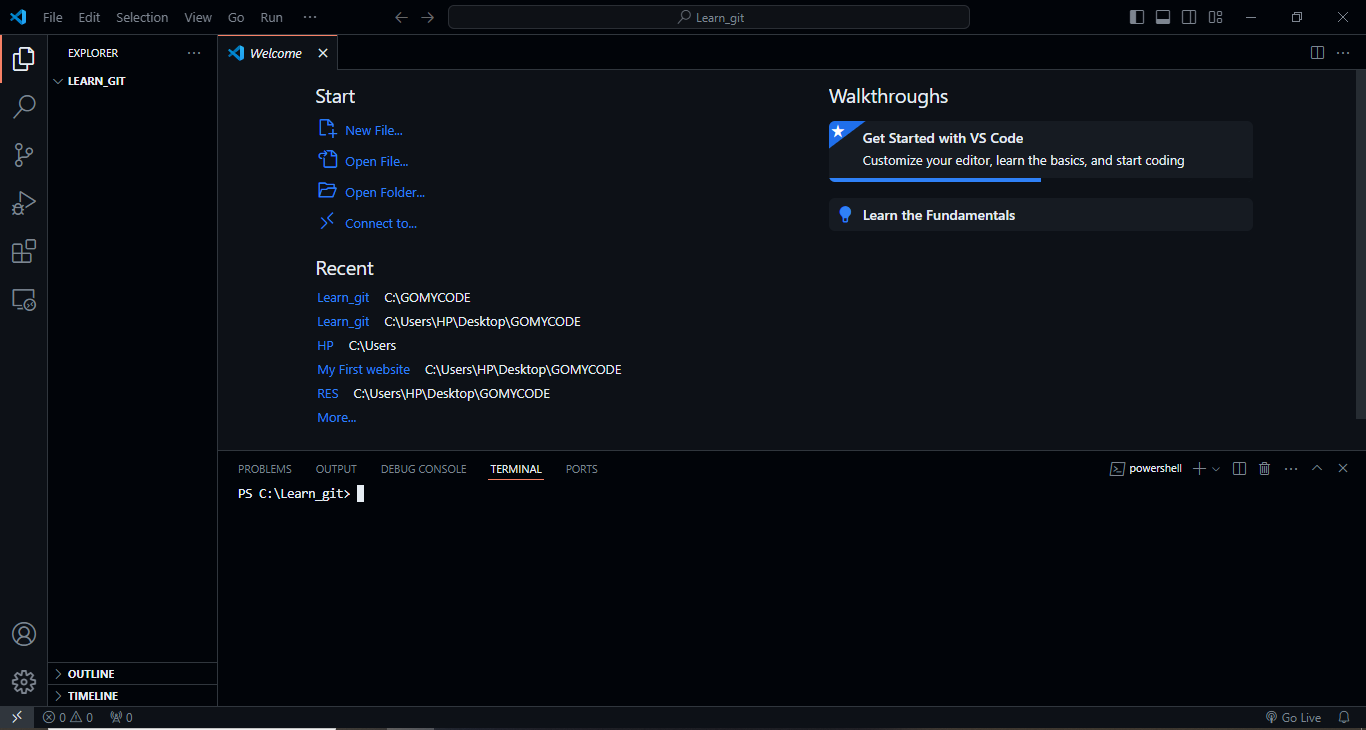 File Edit Selection View Go Run ···
Learn_git
EXPLORER ···
LEARN_GIT
Welcome
Start
New File...
Open File...
Open Folder...
Connect to...
Recent
Learn_git C:\GOMYCODE
Learn_git C:\Users\HP\Desktop\GOMYCODE
HP C:\Users
My First website C:\Users\HP\Desktop\GOMYCODE
RES C:\Users\HP\Desktop\GOMYCODE
More...
Walkthroughs
Get Started with VS Code
Customize your editor, learn the basics, and start coding
Learn the Fundamentals
PROBLEMS OUTPUT DEBUG CONSOLE TERMINAL PORTS
powershell
PS C:\Learn_git>
OUTLINE
TIMELINE
0 0 0
Go Live